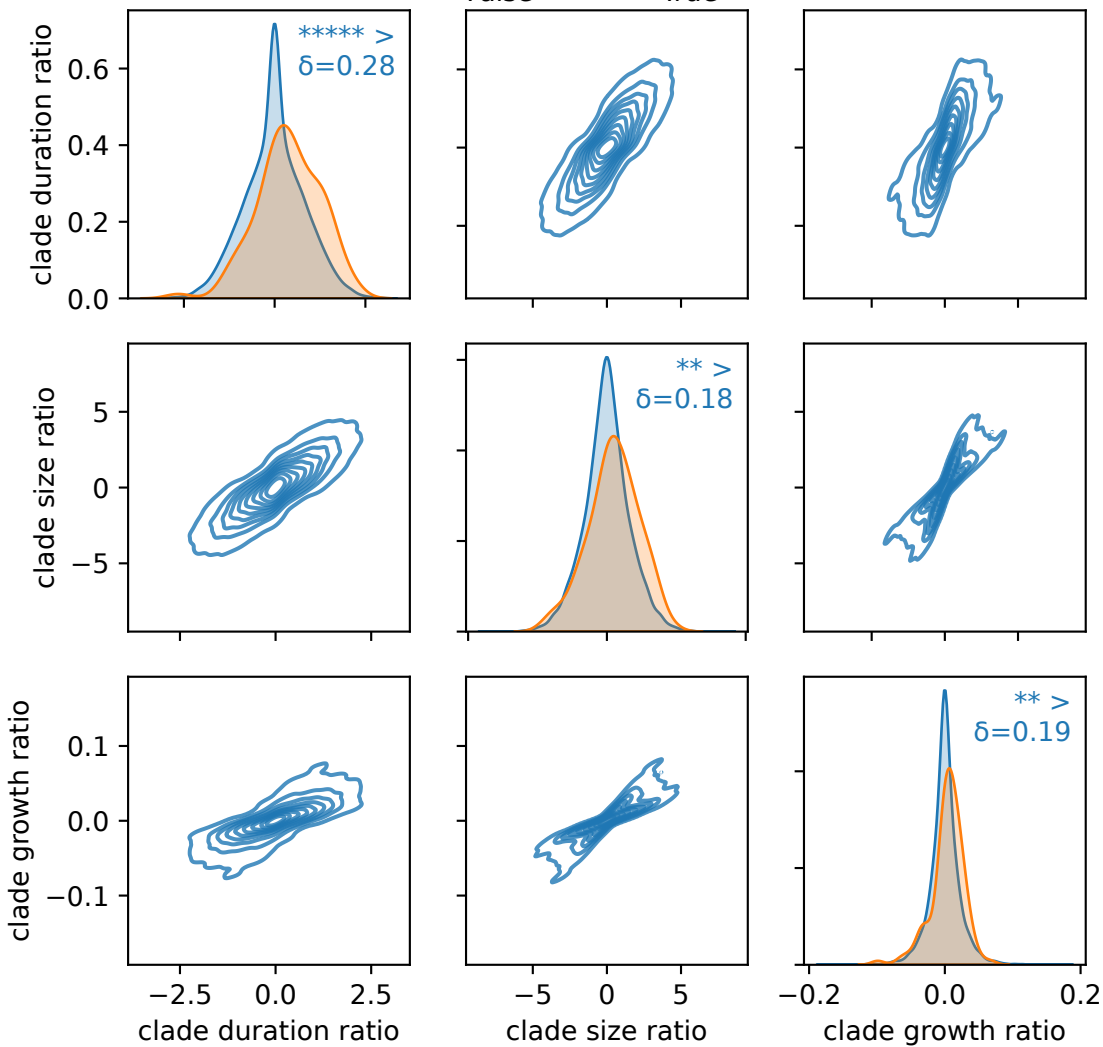 ***** >
δ=0.28
clade duration ratio
0.6
0.4
0.2
0.0
** >
δ=0.18
clade size ratio
5
0
−5
** >
δ=0.19
clade growth ratio
0.1
0.0
−0.1
−2.5 0.0 2.5
−5 0 5
−0.2 0.0 0.2
clade duration ratio
clade size ratio
clade growth ratio